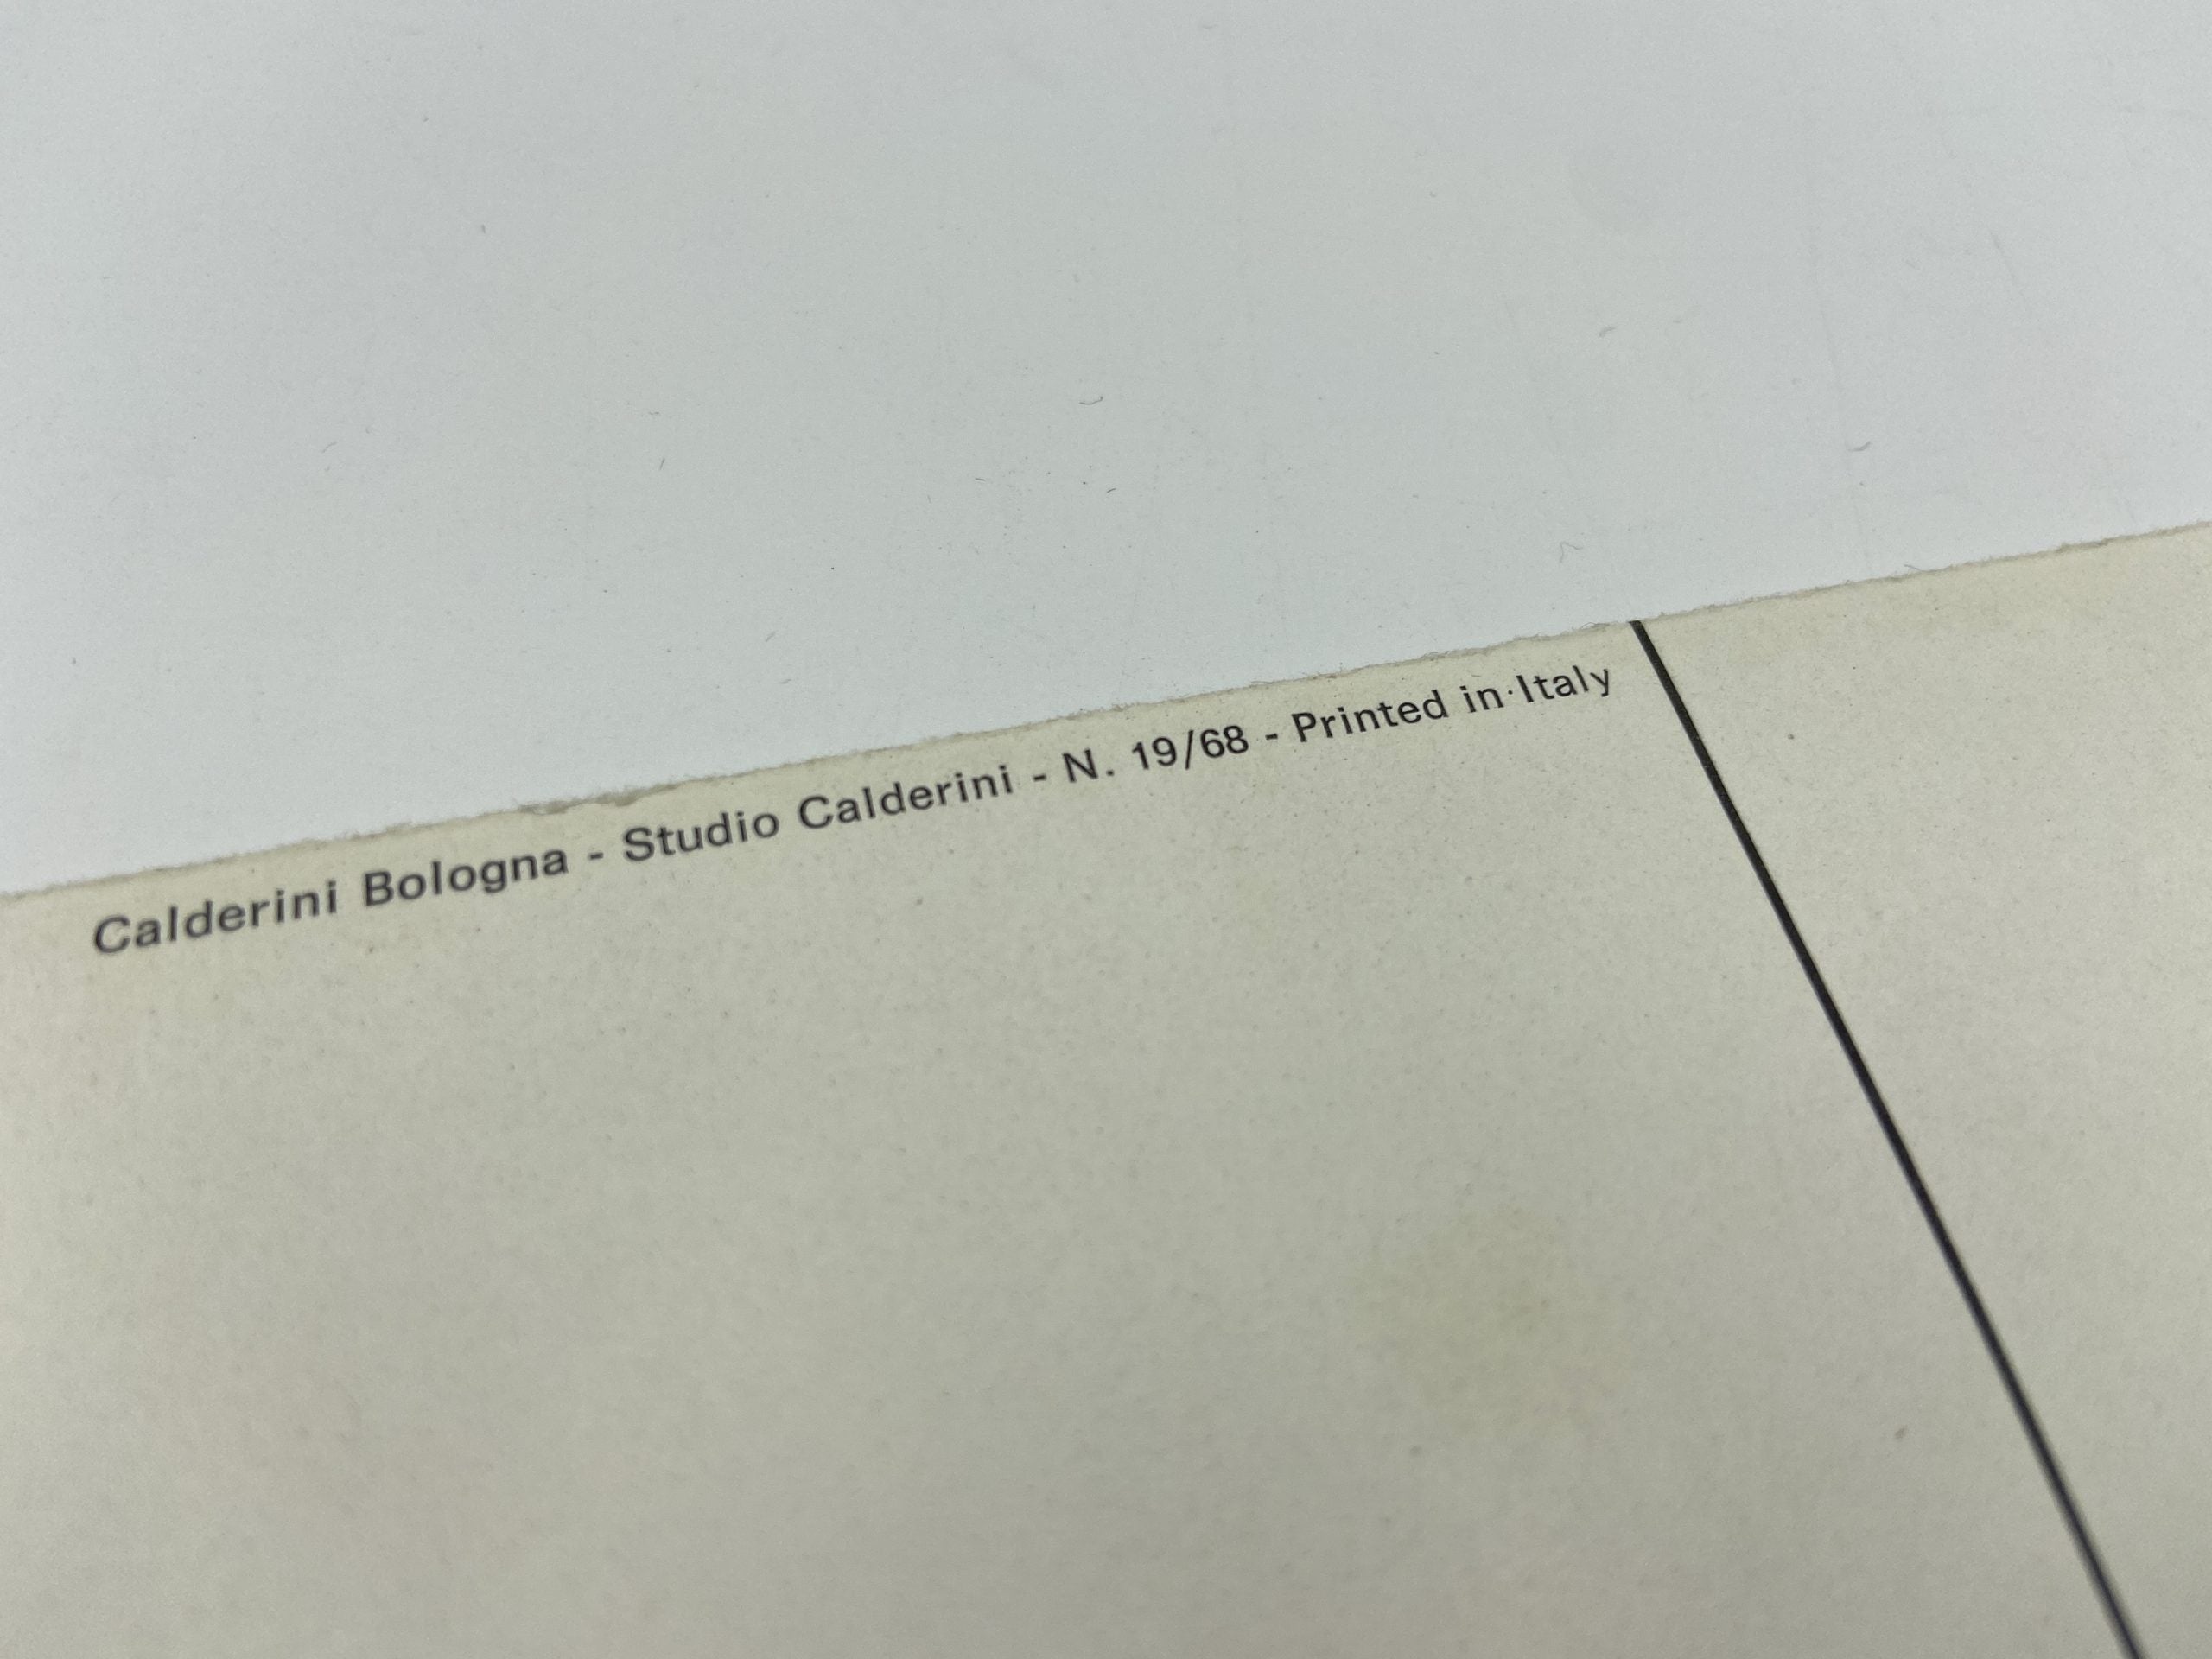 Calderini Bologna - Studio Calderini - N. 19/68 - Printed in Italy